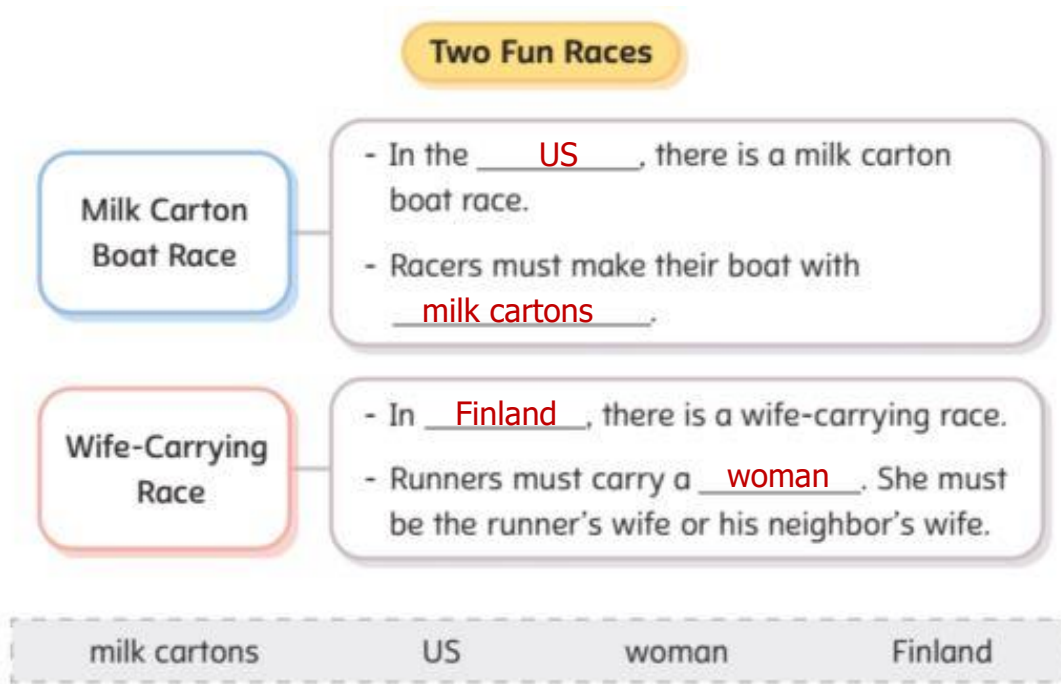 Two Fun Races
Milk Carton
Boat Race
- In the US, there is a milk carton
boat race.
- Racers must make their boat with
milk cartons.
Wife-Carrying
Race
- In Finland, there is a wife-carrying race.
- Runners must carry a woman. She must
be the runner's wife or his neighbor's wife.
milk cartons US woman Finland